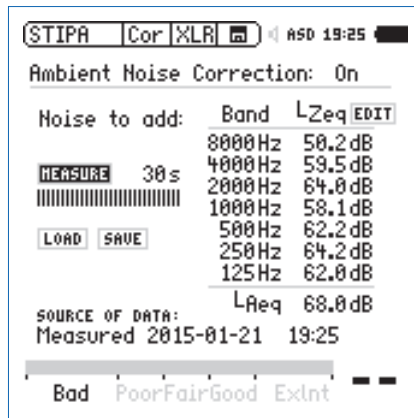 STIPA Cor XLR ASD 19:25
Ambient Noise Correction: On
Noise to add: Band LZeq EDIT
8000Hz 50.2dB
MEASURE 30s 4000Hz 59.5dB
2000Hz 64.0dB
1000Hz 58.1dB
LOAD SAVE 500Hz 62.2dB
250Hz 64.2dB
125Hz 62.0dB
LAeq 68.0dB
SOURCE OF DATA:
Measured 2015-01-21 19:25
Bad Poor Fair Good Exlnt --